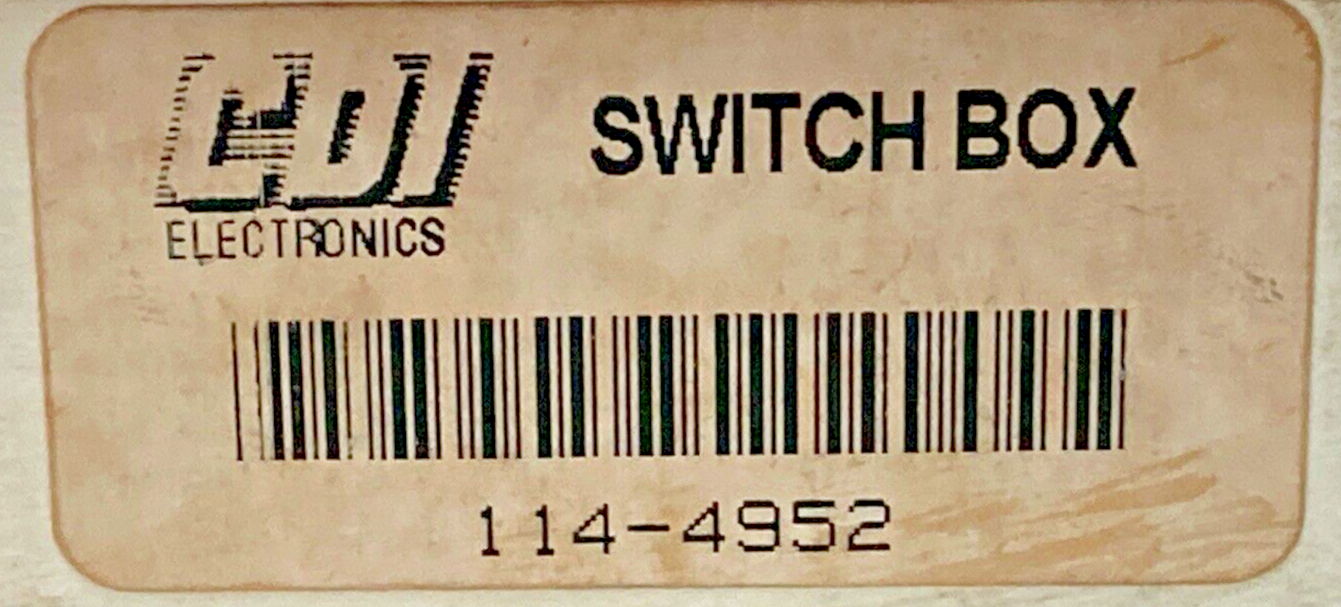 SWITCH BOX
ELECTRONICS
114-4952